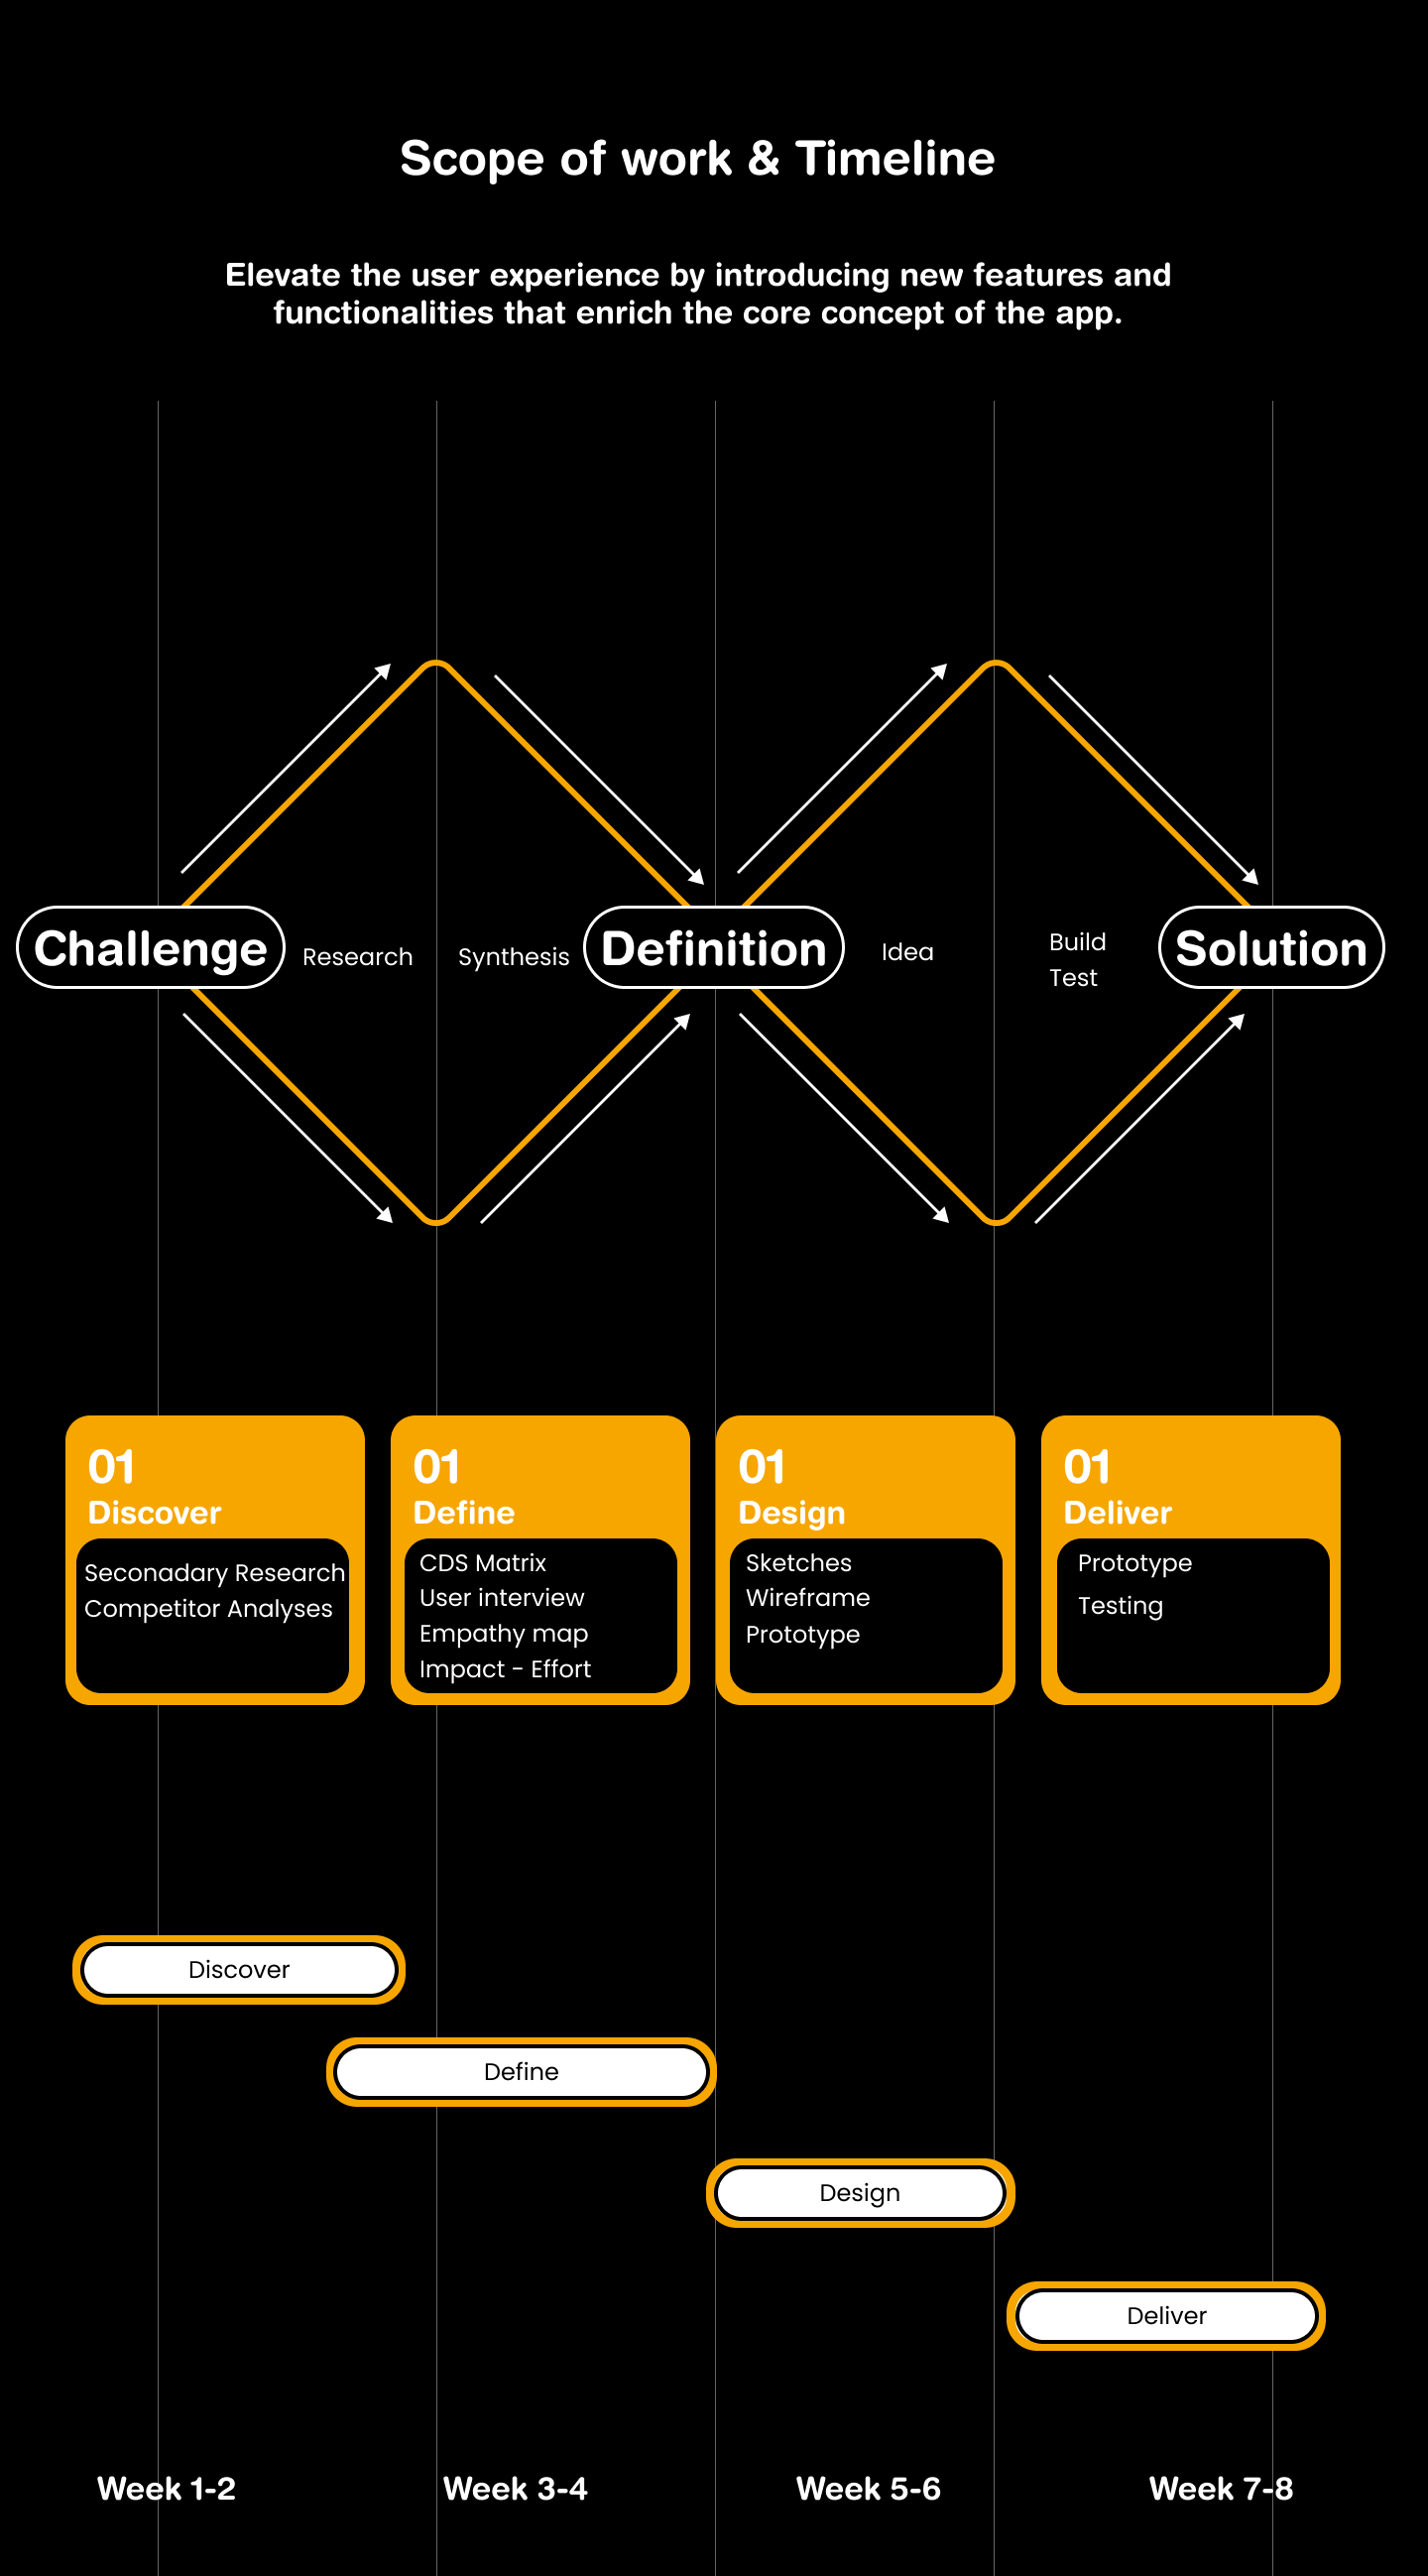 Scope of work & Timeline
Elevate the user experience by introducing new features and
functionalities that enrich the core concept of the app.
Challenge
Research
Synthesis
Definition
Idea
Build
Test
Solution
01
Discover
Seconadary Research
Competitor Analyses
01
Define
CDS Matrix
User interview
Empathy map
Impact - Effort
01
Design
Sketches
Wireframe
Prototype
01
Deliver
Prototype
Testing
Discover
Define
Design
Deliver
Week 1-2
Week 3-4
Week 5-6
Week 7-8